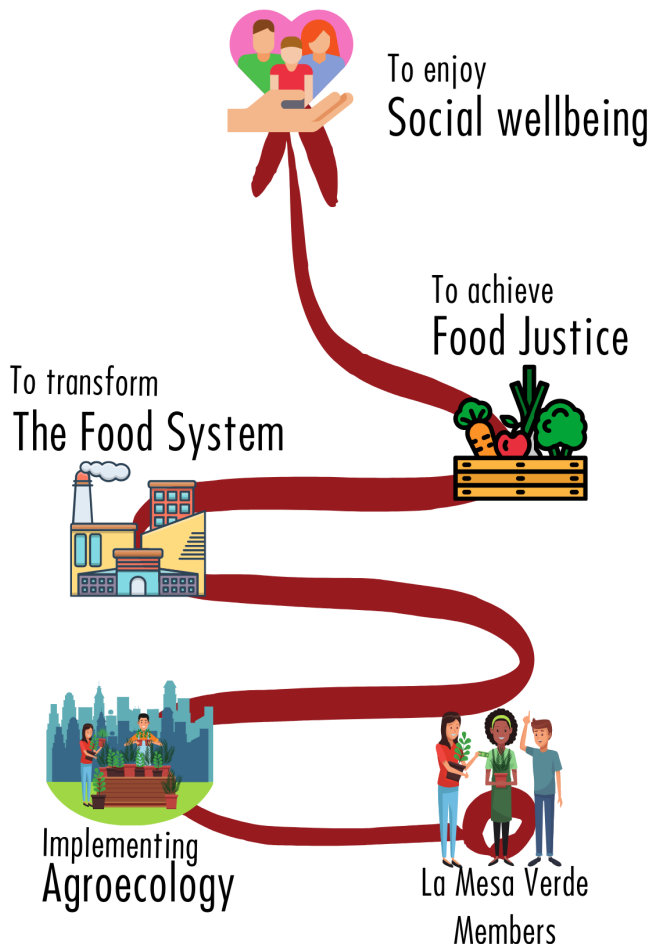 To enjoy
Social wellbeing
To achieve
Food Justice
To transform
The Food System
Implementing
Agroecology
La Mesa Verde
Members